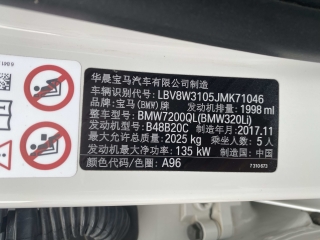 华晨宝马汽车有限公司制造
车辆识别代号: LBV8W3105JMK71046
品牌: 宝马(BMW)牌 发动机排量: 1998 ml
整车型号: BMW7200QL(BMW320Li)
发动机型号: B48B20C 制造年月: 2017.11
最大允许总质量: 2025 kg 乘坐人数: 5 人
发动机最大净功率: 135 kW 制造国: 中国
颜色代码/色: A96
7 310 673